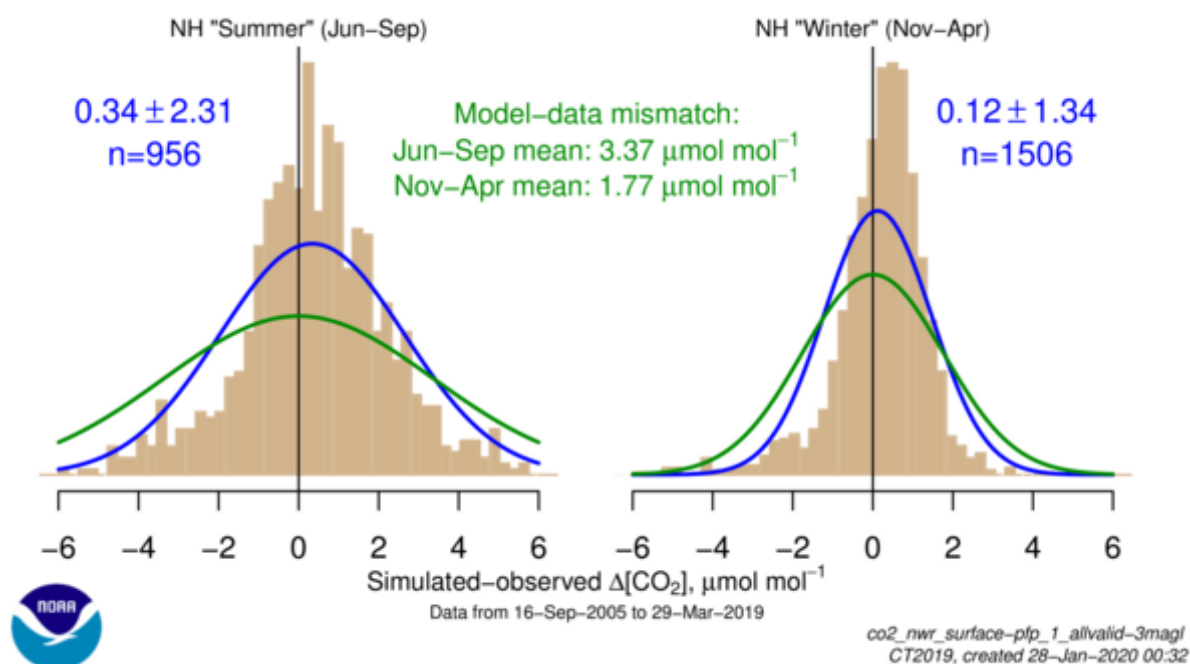 NH "Summer" (Jun−Sep)
NH "Winter" (Nov−Apr)
0.34 ± 2.31
n=956
Model−data mismatch:
Jun−Sep mean: 3.37 μmol mol⁻¹
Nov−Apr mean: 1.77 μmol mol⁻¹
0.12 ± 1.34
n=1506
−6 −4 −2 0 2 4 6
−6 −4 −2 0 2 4 6
Simulated−observed Δ[CO₂], μmol mol⁻¹
Data from 16−Sep−2005 to 29−Mar−2019
NOAA
co2_nwr_surface−pfp_1_allvalid−3magl
CT2019, created 28−Jan−2020 00:32